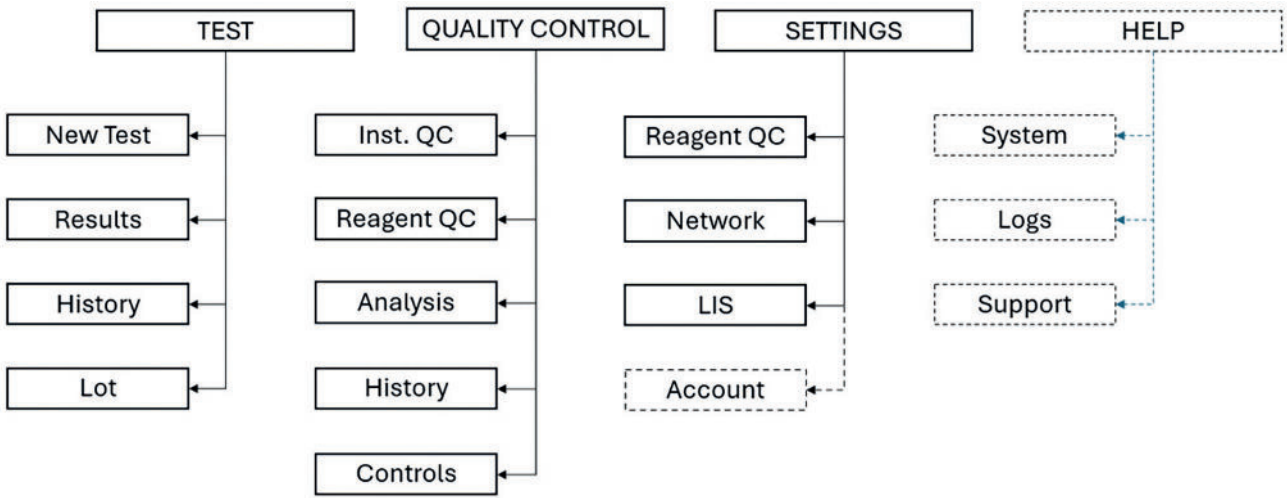 TEST
New Test
Results
History
Lot
QUALITY CONTROL
Inst. QC
Reagent QC
Analysis
History
Controls
SETTINGS
Reagent QC
Network
LIS
Account
HELP
System
Logs
Support